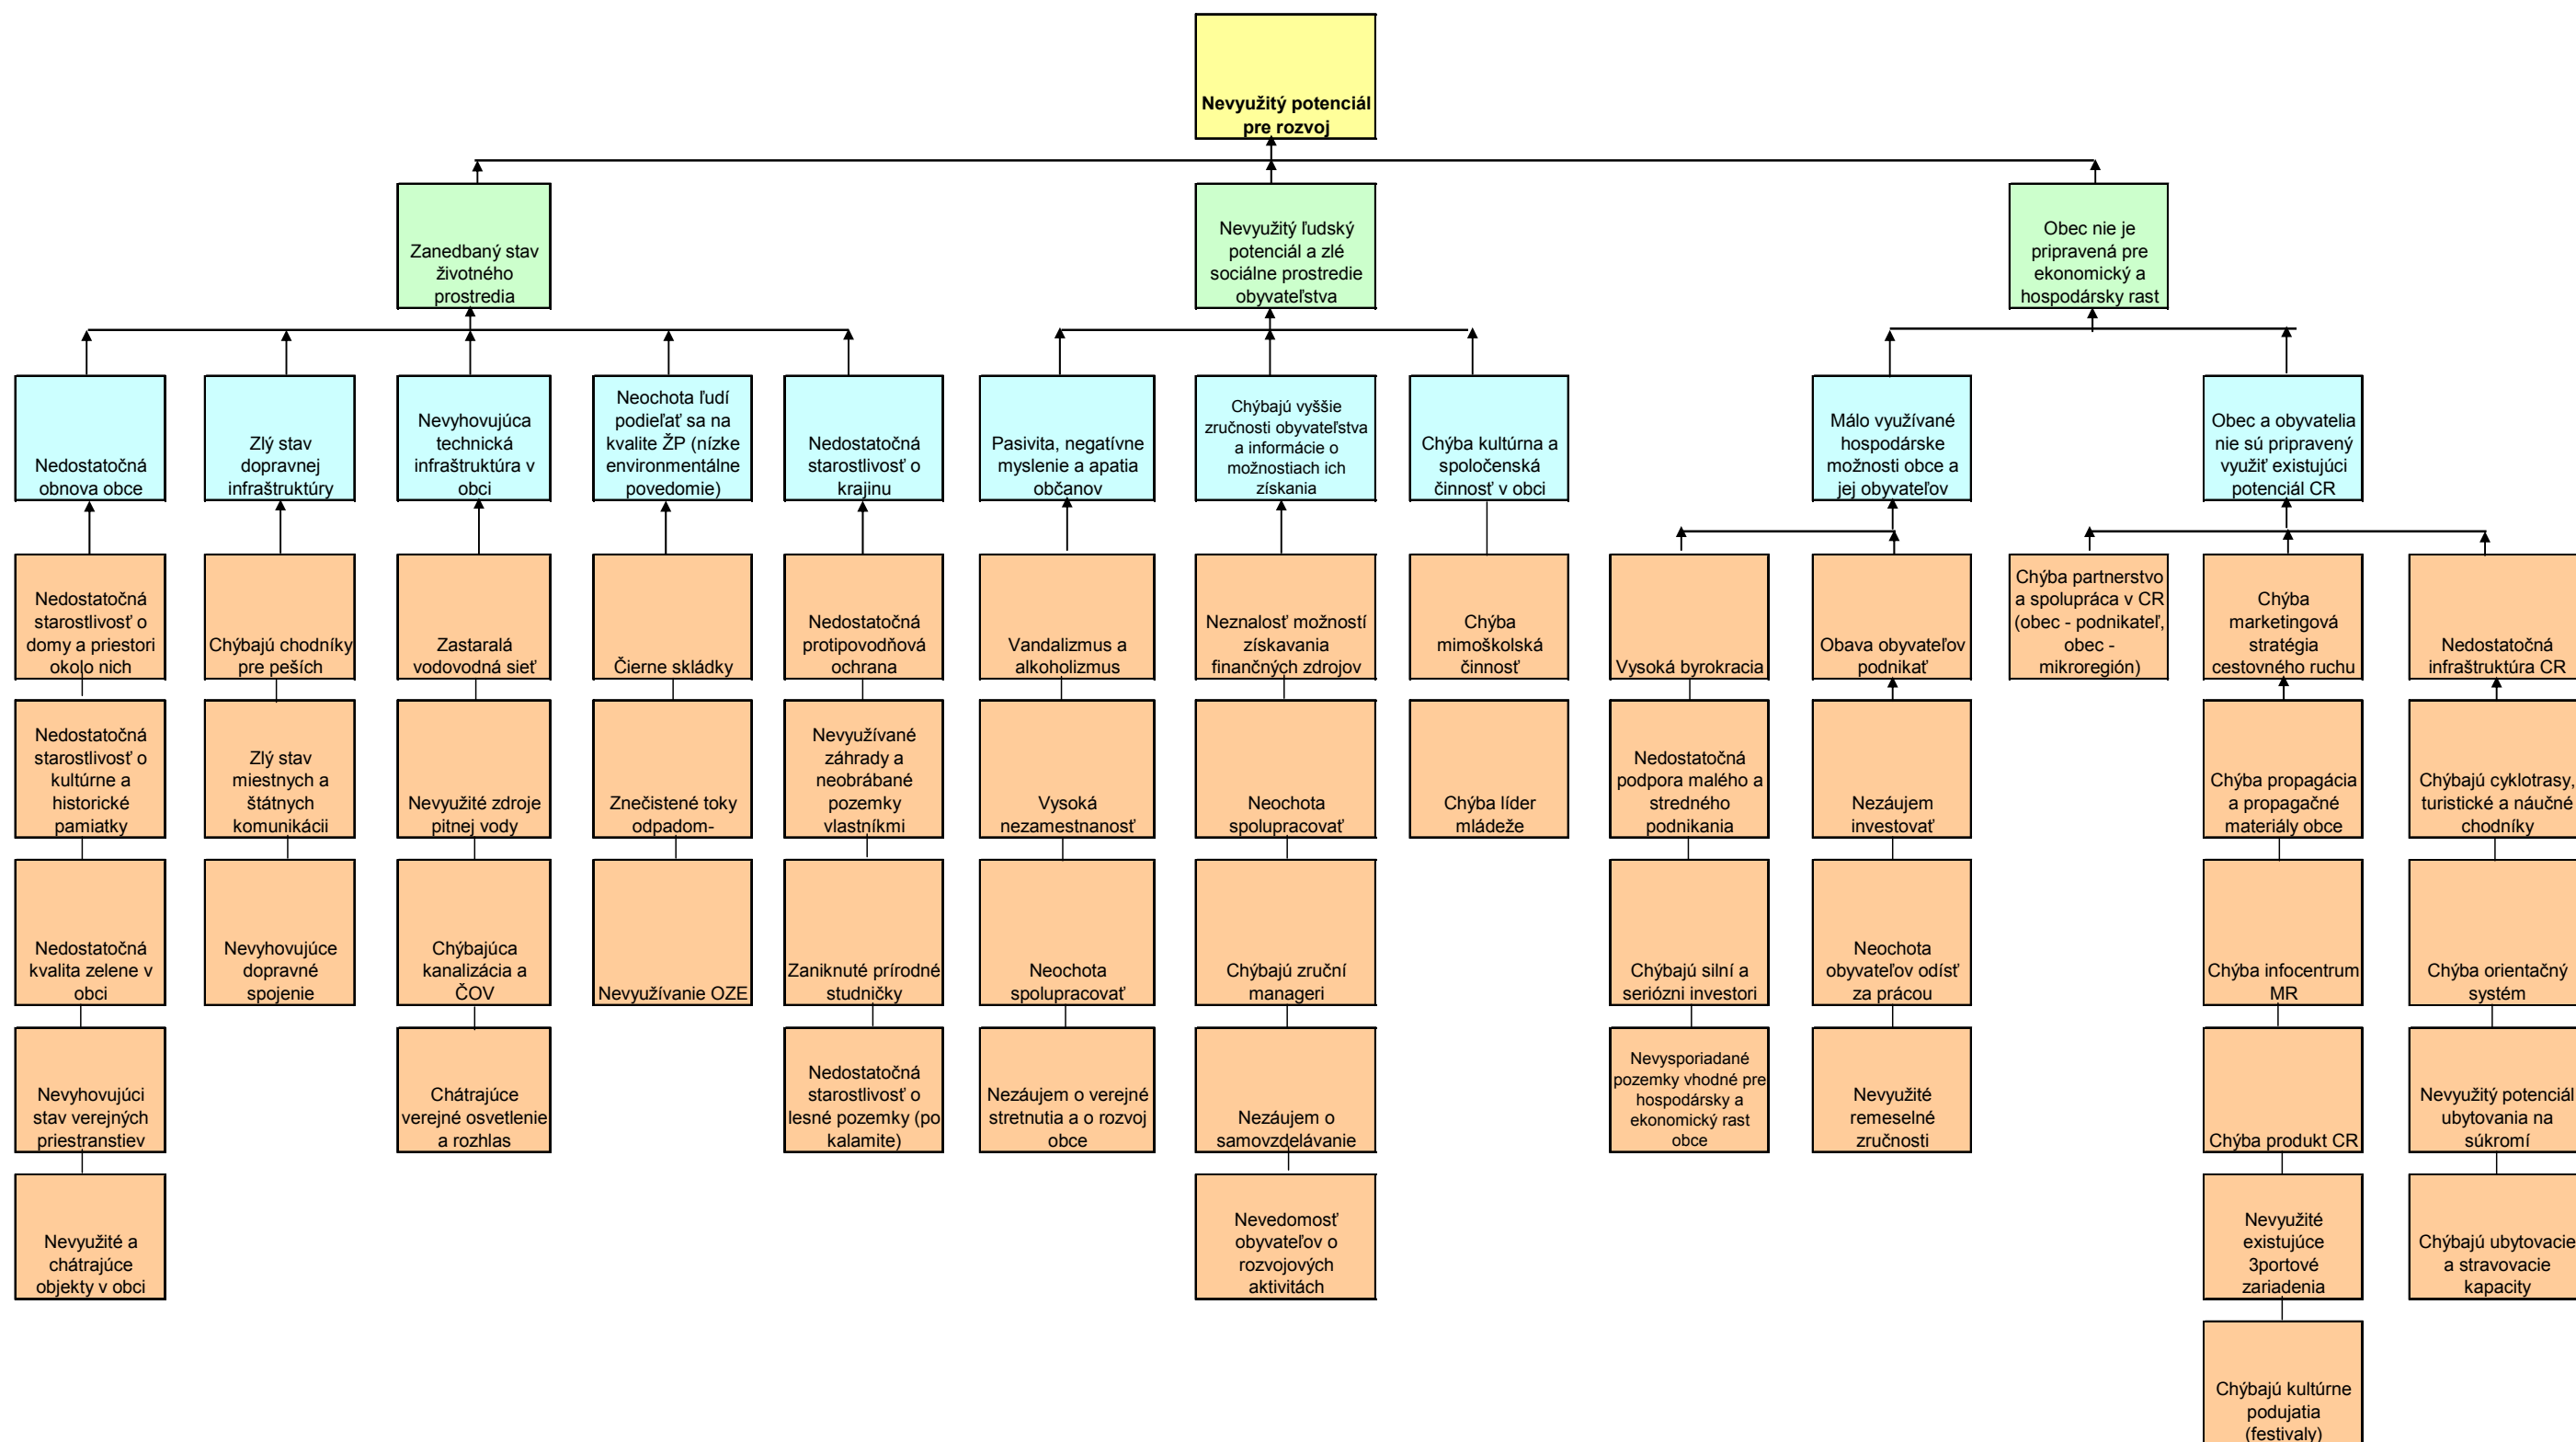 Nevyužitý potenciál
pre rozvoj
Zanedbaný stav
životného
prostredia
Nevyužitý ľudský
potenciál a zlé
sociálne prostredie
obyvateľstva
Obec nie je
pripravená pre
ekonomický a
hospodársky rast
Nedostatočná
obnova obce
Zlý stav
dopravnej
infraštruktúry
Nevyhovujúca
technická
infraštruktúra v
obci
Neochota ľudí
podieľať sa na
kvalite ŽP (nízke
environmentálne
povedomie)
Nedostatočná
starostlivosť o
krajinu
Pasivita, negatívne
myslenie a apatia
občanov
Chýbajú vyššie
zručnosti obyvateľstva
a informácie o
možnostiach ich
získania
Chýba kultúrna a
spoločenská
činnosť v obci
Málo využívané
hospodárske
možnosti obce a
jej obyvateľov
Obec a obyvatelia
nie sú pripravený
využiť existujúci
potenciál CR
Nedostatočná
starostlivosť o
domy a priestori
okolo nich
Chýbajú chodníky
pre peších
Zastaralá
vodovodná sieť
Čierne skládky
Nedostatočná
protipovodňová
ochrana
Vandalizmus a
alkoholizmus
Neznalosť možností
získavania
finančných zdrojov
Chýba
mimoškolská
činnosť
Vysoká byrokracia
Obava obyvateľov
podnikať
Chýba partnerstvo
a spolupráca v CR
(obec - podnikateľ,
obec -
mikroregión)
Chýba
marketingová
stratégia
cestovného ruchu
Nedostatočná
infraštruktúra CR
Nedostatočná
starostlivosť o
kultúrne a
historické
pamiatky
Zlý stav
miestnych a
štátnych
komunikácii
Nevyužité zdroje
pitnej vody
Znečistené toky
odpadom-
Nevyužívané
záhrady a
neobrábané
pozemky
vlastníkmi
Vysoká
nezamestnanosť
Neochota
spolupracovať
Chýba líder
mládeže
Nedostatočná
podpora malého a
stredného
podnikania
Nezáujem
investovať
Chýba propagácia
a propagačné
materiály obce
Chýbajú cyklotrasy,
turistické a náučné
chodníky
Nedostatočná
kvalita zelene v
obci
Nevyhovujúce
dopravné
spojenie
Chýbajúca
kanalizácia a
ČOV
Nevyužívanie OZE
Zaniknuté prírodné
studničky
Neochota
spolupracovať
Chýbajú zruční
manageri
Chýbajú silní a
seriózni investori
Neochota
obyvateľov odísť
za prácou
Chýba infocentrum
MR
Chýba orientačný
systém
Nevyhovujúci
stav verejných
priestranstiev
Chátrajúce
verejné osvetlenie
a rozhlas
Nedostatočná
starostlivosť o
lesné pozemky (po
kalamite)
Nezáujem o verejné
stretnutia a o rozvoj
obce
Nezáujem o
samovzdelávanie
Nevysporiadané
pozemky vhodné pre
hospodársky a
ekonomický rast
obce
Nevyužité
remeselné
zručnosti
Chýba produkt CR
Nevyužitý potenciál
ubytovania na
súkromí
Nevyužité a
chátrajúce
objekty v obci
Nevedomosť
obyvateľov o
rozvojových
aktivitách
Nevyužité
existujúce
3portové
zariadenia
Chýbajú ubytovacie
a stravovacie
kapacity
Chýbajú kultúrne
podujatia
(festivaly)